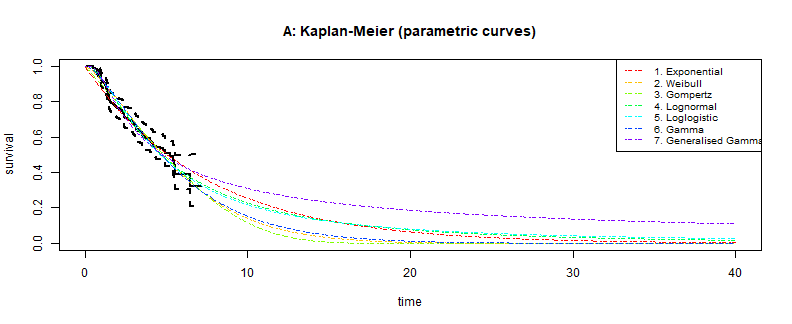 A: Kaplan-Meier (parametric curves)
1. Exponential
2. Weibull
3. Gompertz
4. Lognormal
5. Loglogistic
6. Gamma
7. Generalised Gamma
survival
1.0
0.8
0.6
0.4
0.2
0.0
0 10 20 30 40
time